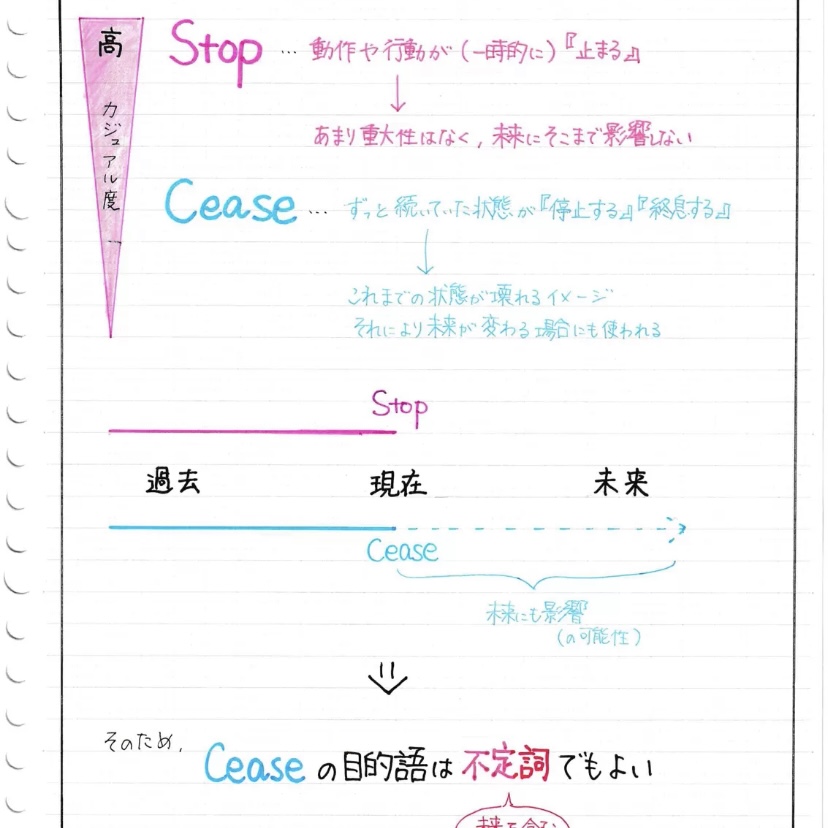 高
カジュアル度
Stop … 動作や行動が(一時的に)『止まる』
あまり重大性はなく, 未来にそこまで影響しない
Cease … ずっと続いていた状態が『停止する』『終息する』
これまでの状態が壊れるイメージ
それにより未来が変わる場合にも使われる
Stop
過去 現在 未来
Cease
未来にも影響
(の可能性)
そのため,
Ceaseの目的語は不定詞でもよい